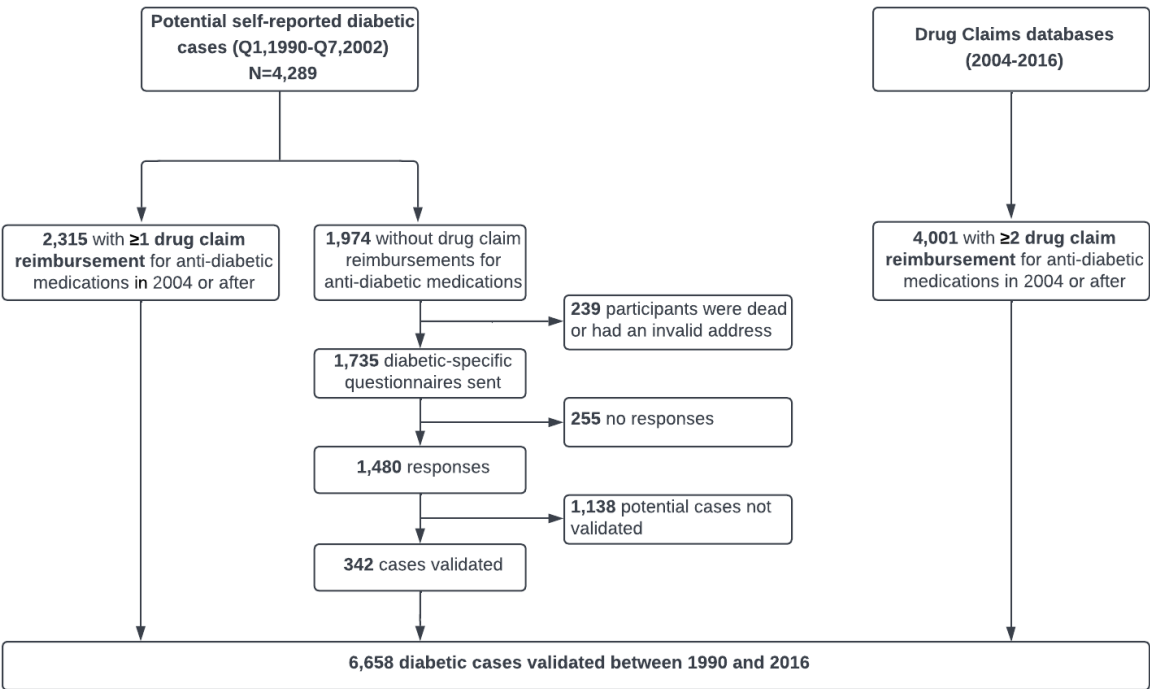 Potential self-reported diabetic
cases (Q1,1990-Q7,2002)
N=4,289
Drug Claims databases
(2004-2016)
2,315 with ≥1 drug claim
reimbursement for anti-diabetic
medications in 2004 or after
1,974 without drug claim
reimbursements for
anti-diabetic medications
4,001 with ≥2 drug claim
reimbursement for anti-diabetic
medications in 2004 or after
239 participants were dead
or had an invalid address
1,735 diabetic-specific
questionnaires sent
255 no responses
1,480 responses
1,138 potential cases not
validated
342 cases validated
6,658 diabetic cases validated between 1990 and 2016